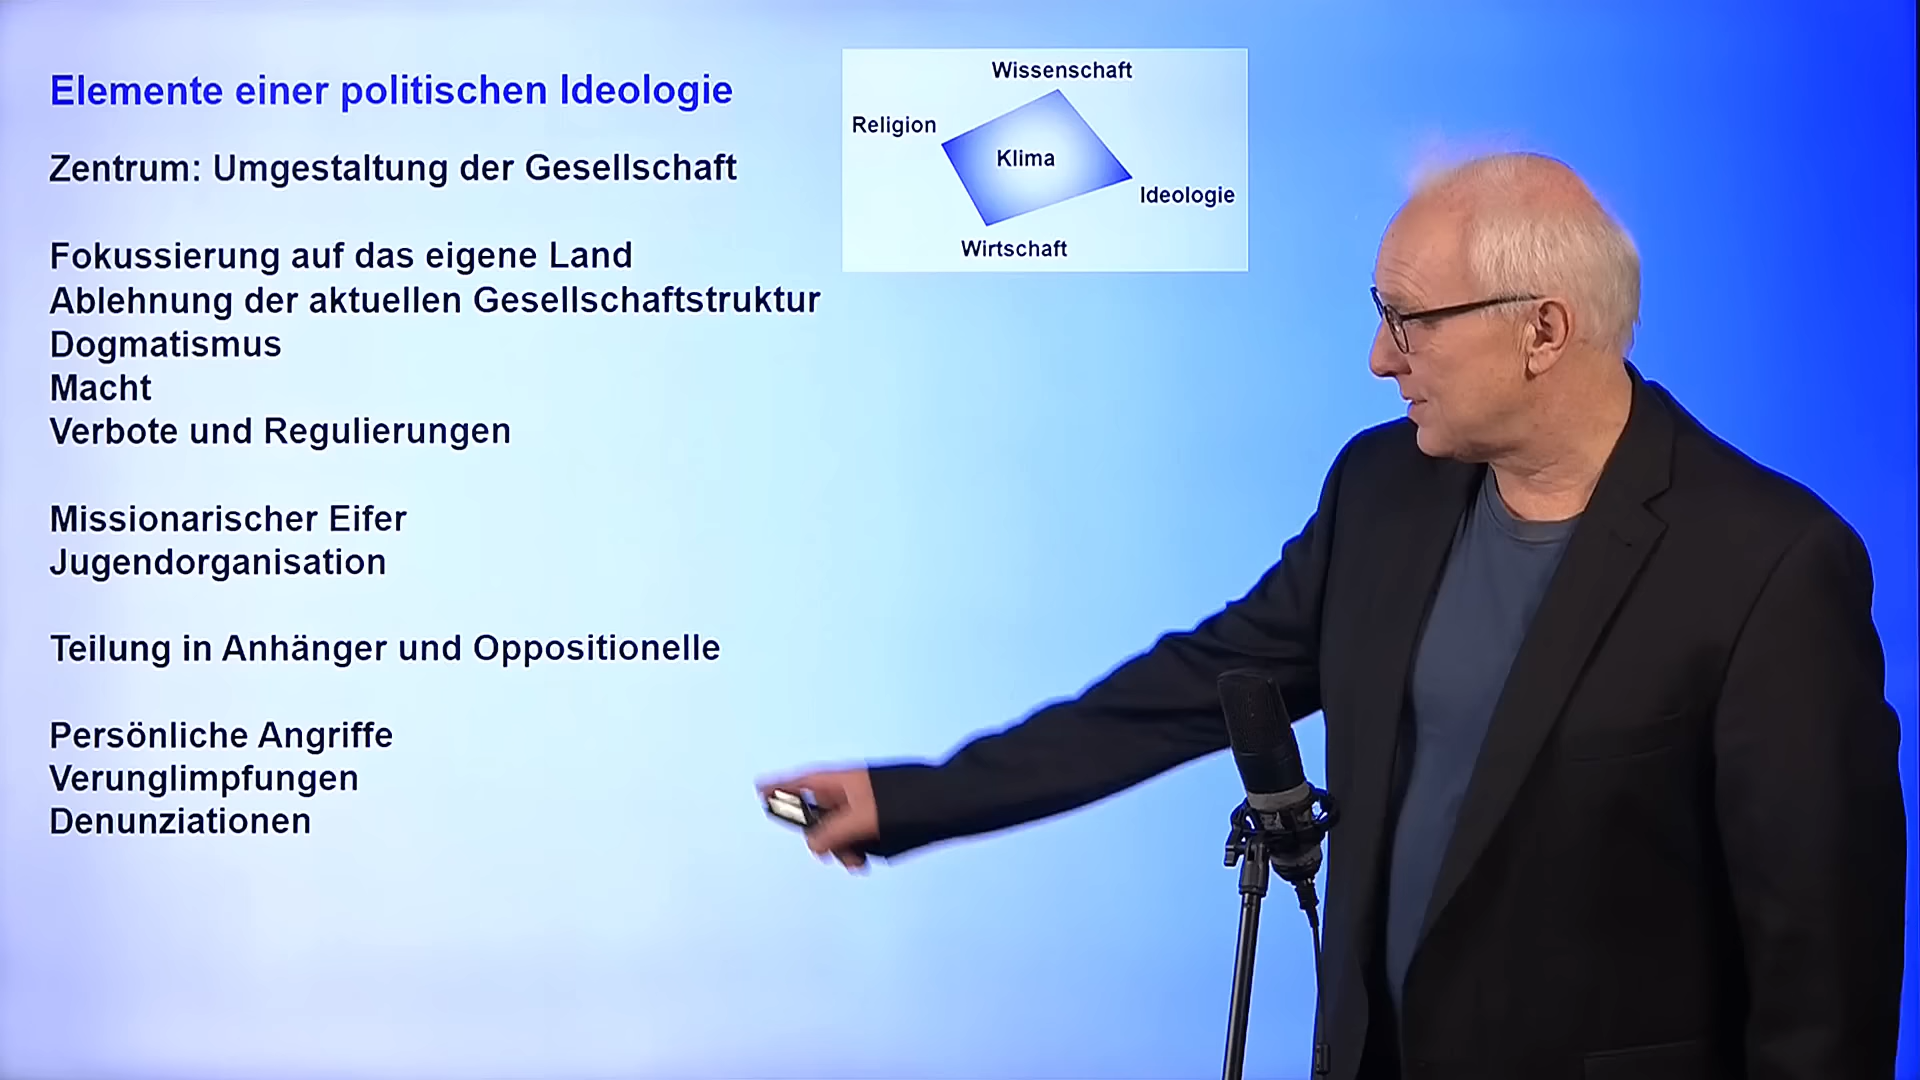 Elemente einer politischen Ideologie
Zentrum: Umgestaltung der Gesellschaft
Fokussierung auf das eigene Land
Ablehnung der aktuellen Gesellschaftstruktur
Dogmatismus
Macht
Verbote und Regulierungen
Missionarischer Eifer
Jugendorganisation
Teilung in Anhänger und Oppositionelle
Persönliche Angriffe
Verunglimpfungen
Denunziationen
Wissenschaft
Religion
Klima
Ideologie
Wirtschaft